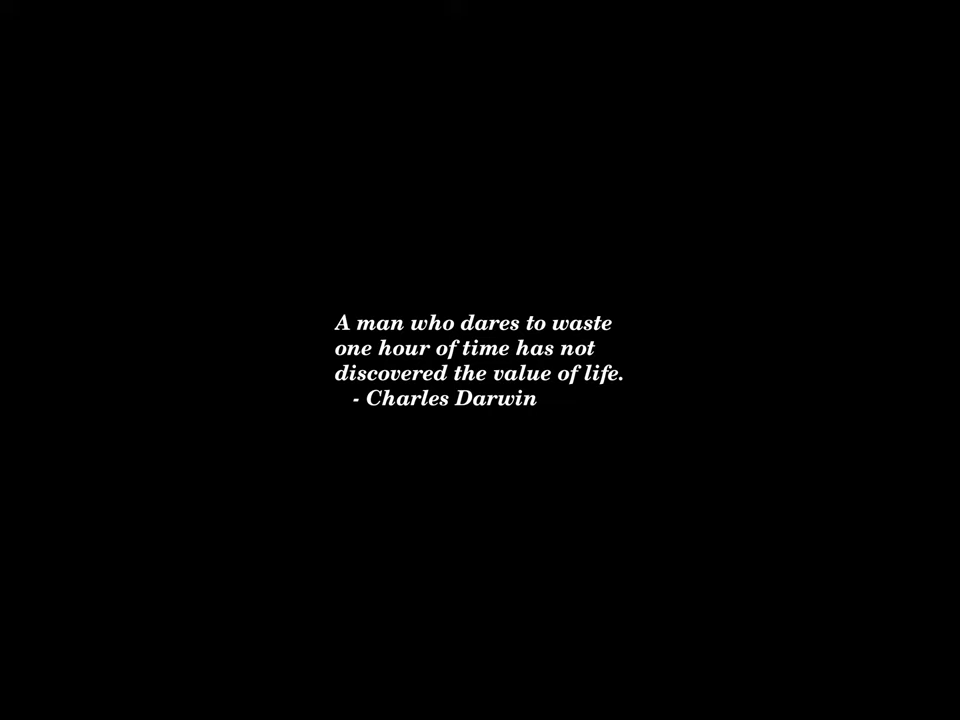 A man who dares to waste
one hour of time has not
discovered the value of life.
- Charles Darwin